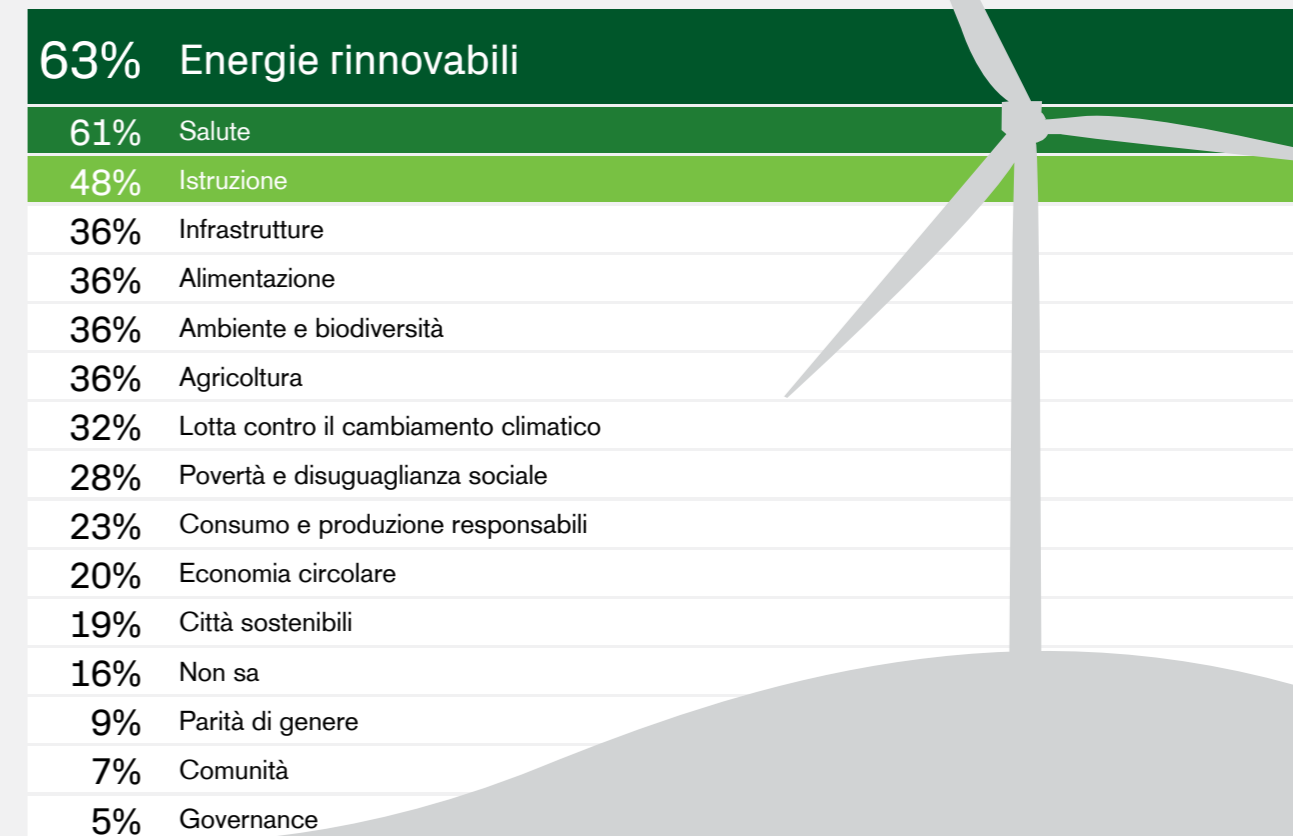 63% Energie rinnovabili
61% Salute
48% Istruzione
36% Infrastrutture
36% Alimentazione
36% Ambiente e biodiversità
36% Agricoltura
32% Lotta contro il cambiamento climatico
28% Povertà e disuguaglianza sociale
23% Consumo e produzione responsabili
20% Economia circolare
19% Città sostenibili
16% Non sa
9% Parità di genere
7% Comunità
5% Governance